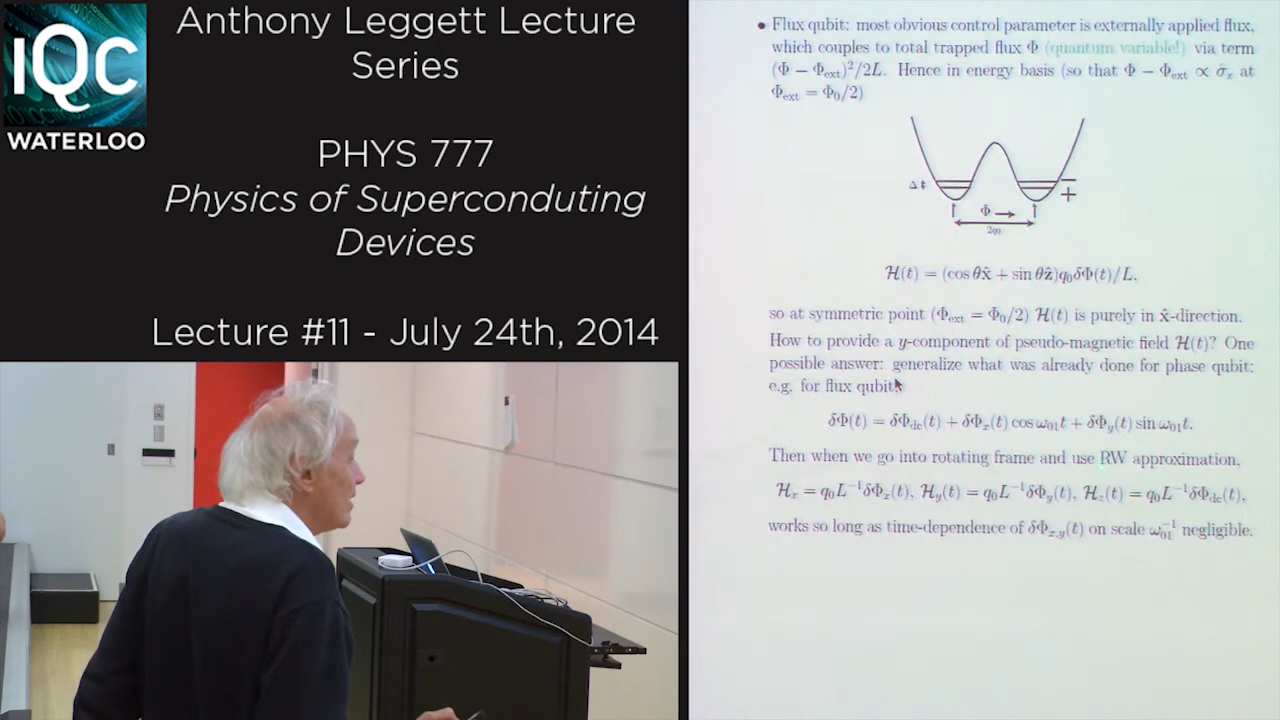 IQC
WATERLOO
Anthony Leggett Lecture
Series
PHYS 777
Physics of Superconduting
Devices
Lecture #11 - July 24th, 2014
• Flux qubit: most obvious control parameter is externally applied flux,
which couples to total trapped flux Φ (quantum variable!) via term
(Φ − Φext)²/2L. Hence in energy basis (so that Φ − Φext ∝ σ̂x at
Φext = Φ0/2)
−
+
Φ →
2q0
ℋ(t) = (cos θx̂ + sin θẑ)q0δΦ(t)/L,
so at symmetric point (Φext = Φ0/2) ℋ(t) is purely in x̂-direction.
How to provide a y-component of pseudo-magnetic field ℋ(t)? One
possible answer: generalize what was already done for phase qubit:
e.g. for flux qubit
δΦ(t) = δΦdc(t) + δΦx(t) cos ω01t + δΦy(t) sin ω01t.
Then when we go into rotating frame and use RW approximation,
ℋx = q0L⁻¹δΦx(t), ℋy(t) = q0L⁻¹δΦy(t), ℋz(t) = q0L⁻¹δΦdc(t),
works so long as time-dependence of δΦx,y(t) on scale ω01⁻¹ negligible.